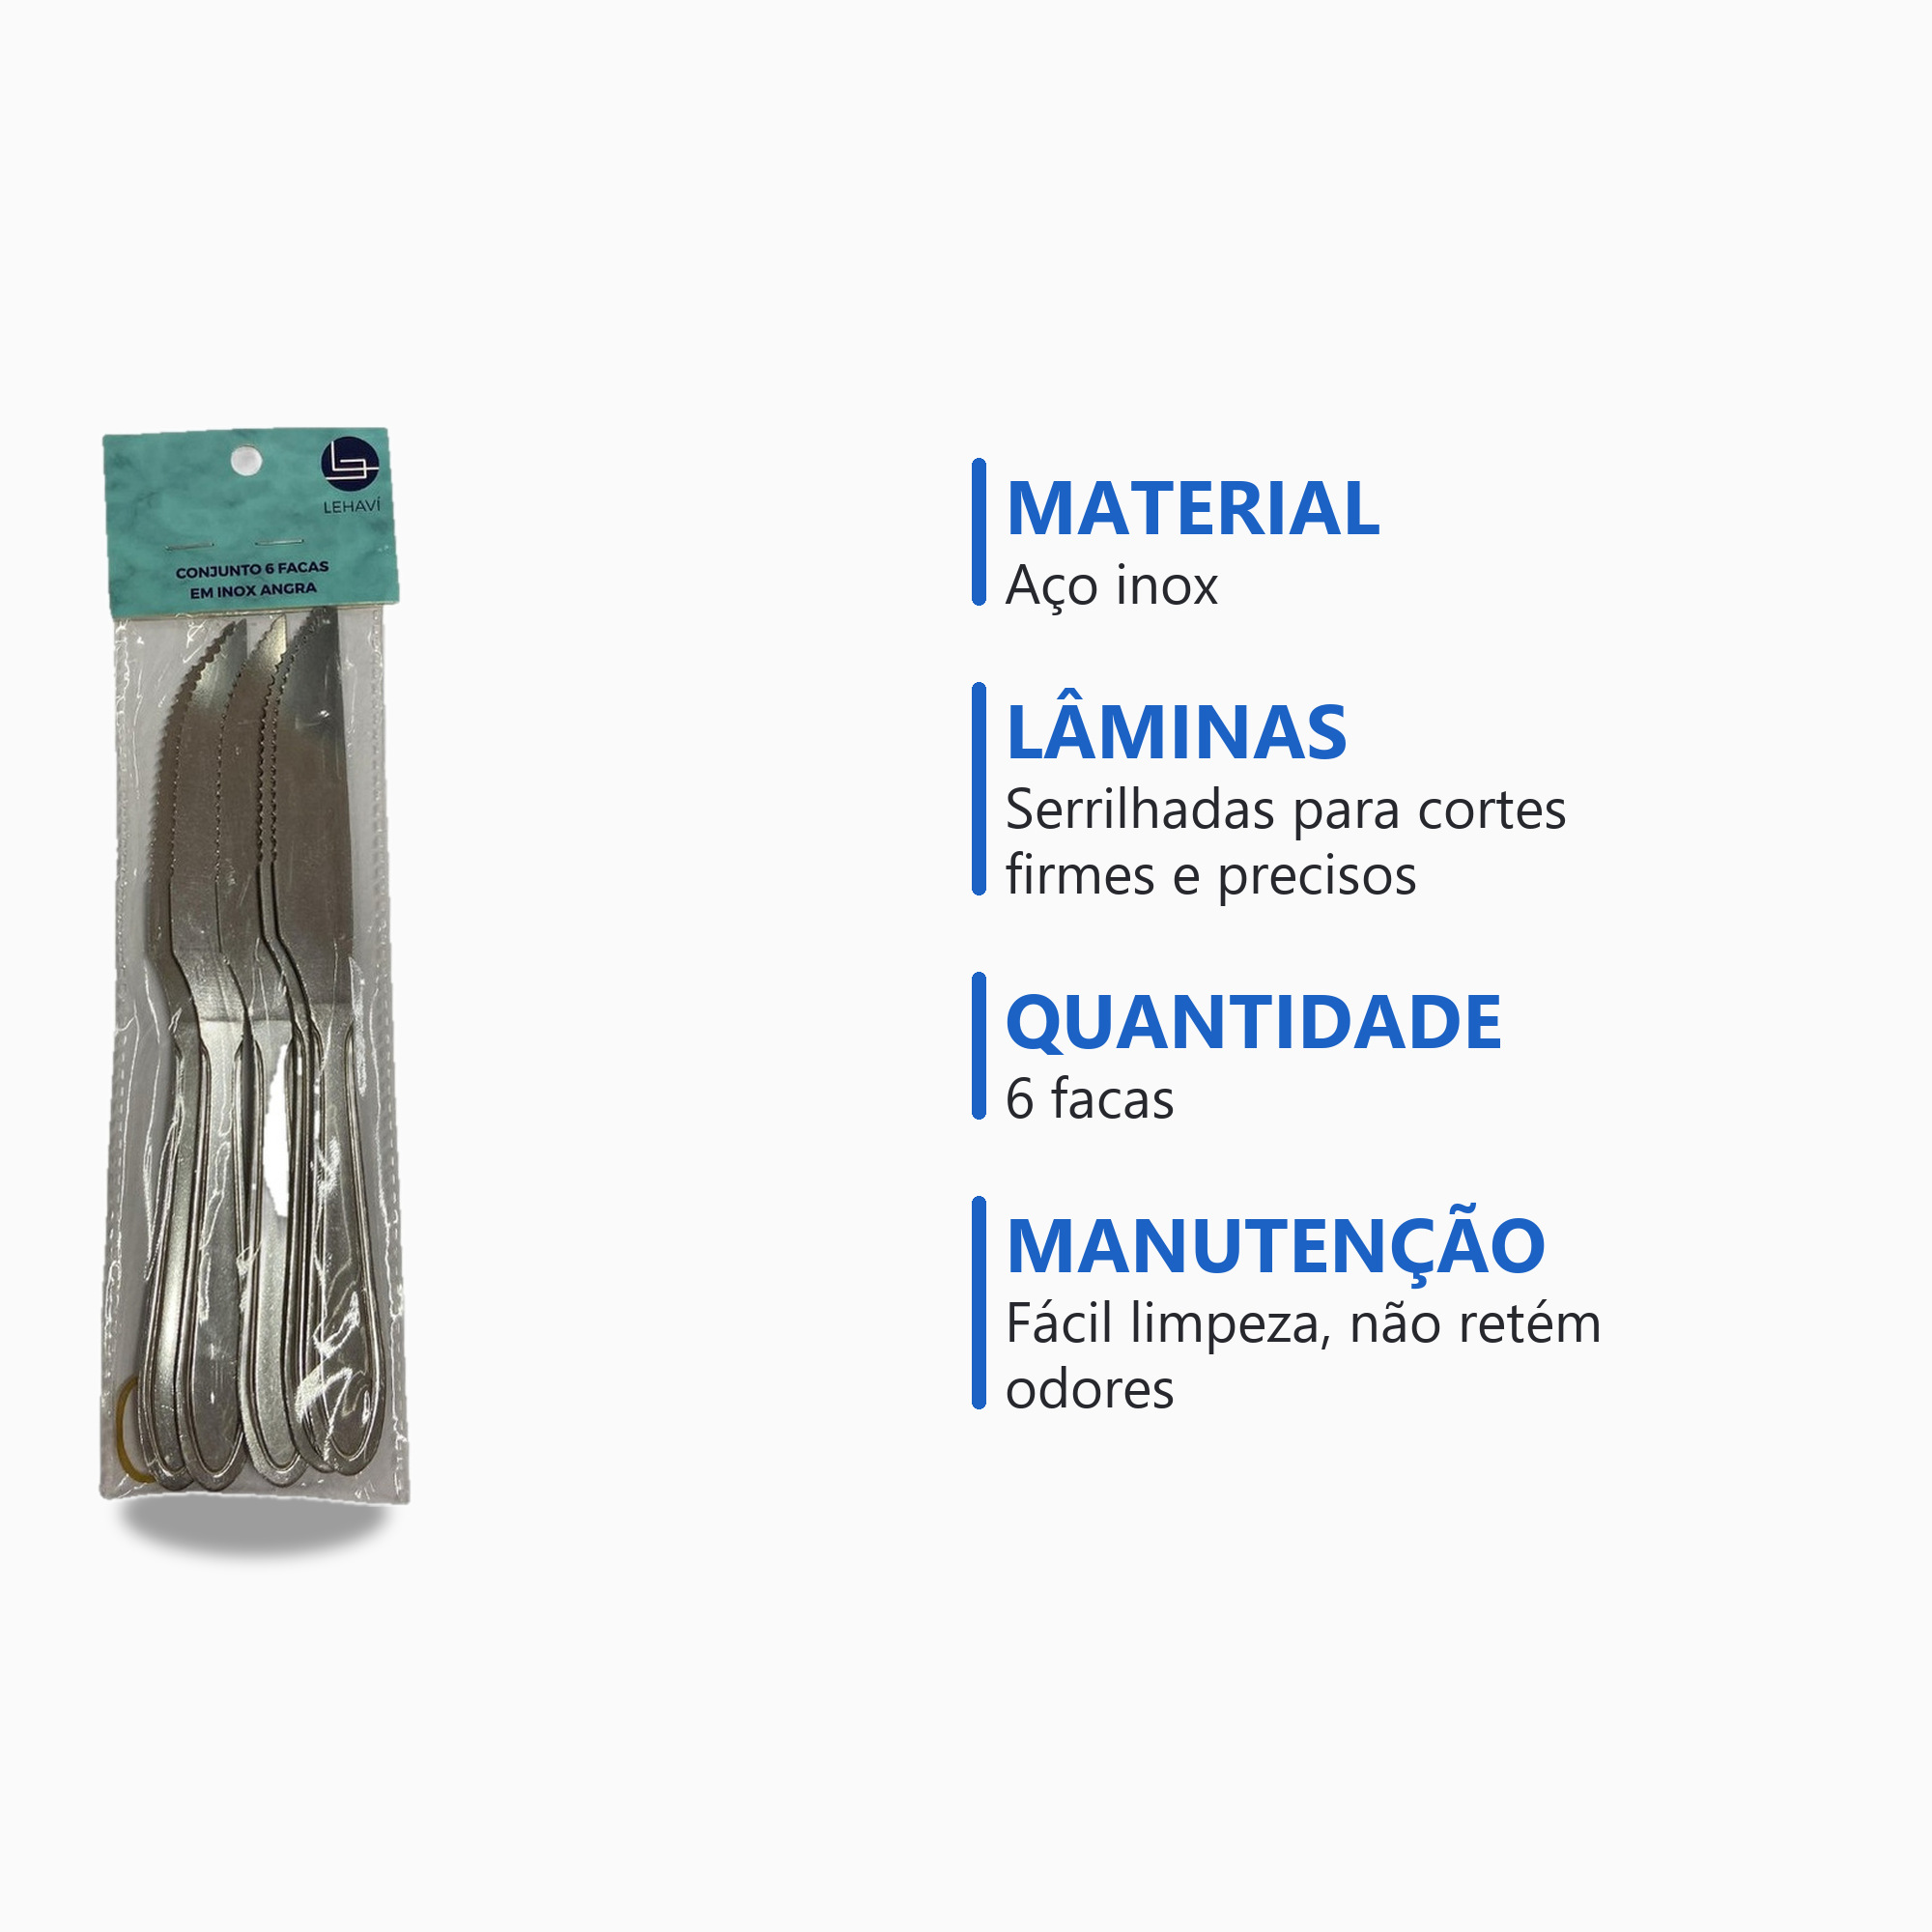 LEHAVÍ
CONJUNTO 6 FACAS
EM INOX ANGRA
MATERIAL
Aço inox
LÂMINAS
Serrilhadas para cortes
firmes e precisos
QUANTIDADE
6 facas
MANUTENÇÃO
Fácil limpeza, não retém
odores